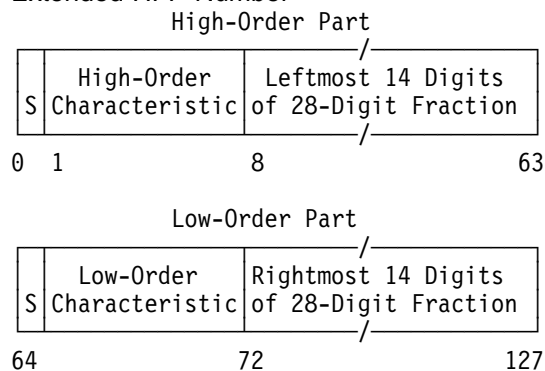 Extended HFP Number
High-Order Part
High-Order Leftmost 14 Digits
S Characteristic of 28-Digit Fraction
0 1 8 63
Low-Order Part
Low-Order Rightmost 14 Digits
S Characteristic of 28-Digit Fraction
64 72 127